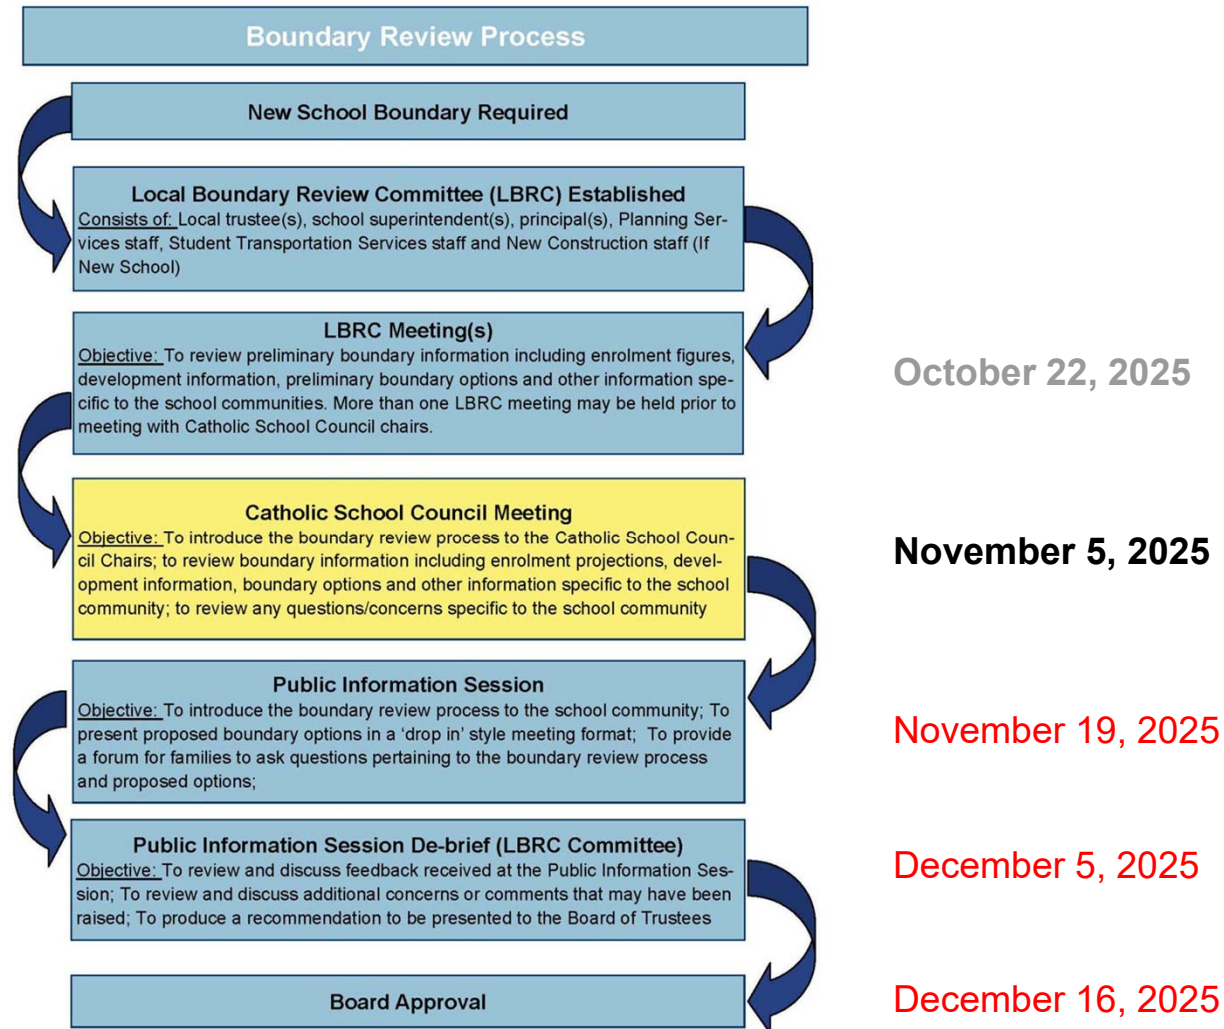 Boundary Review Process
New School Boundary Required
Local Boundary Review Committee (LBRC) Established
Consists of: Local trustee(s), school superintendent(s), principal(s), Planning Ser-
vices staff, Student Transportation Services staff and New Construction staff (If
New School)
LBRC Meeting(s)
Objective: To review preliminary boundary information including enrolment figures,
development information, preliminary boundary options and other information spe-
cific to the school communities. More than one LBRC meeting may be held prior to
meeting with Catholic School Council chairs.
October 22, 2025
Catholic School Council Meeting
Objective: To introduce the boundary review process to the Catholic School Coun-
cil Chairs; to review boundary information including enrolment projections, devel-
opment information, boundary options and other information specific to the school
community; to review any questions/concerns specific to the school community
November 5, 2025
Public Information Session
Objective: To introduce the boundary review process to the school community; To
present proposed boundary options in a ‘drop in’ style meeting format;  To provide
a forum for families to ask questions pertaining to the boundary review process
and proposed options;
November 19, 2025
Public Information Session De-brief (LBRC Committee)
Objective: To review and discuss feedback received at the Public Information Ses-
sion; To review and discuss additional concerns or comments that may have been
raised; To produce a recommendation to be presented to the Board of Trustees
December 5, 2025
Board Approval
December 16, 2025